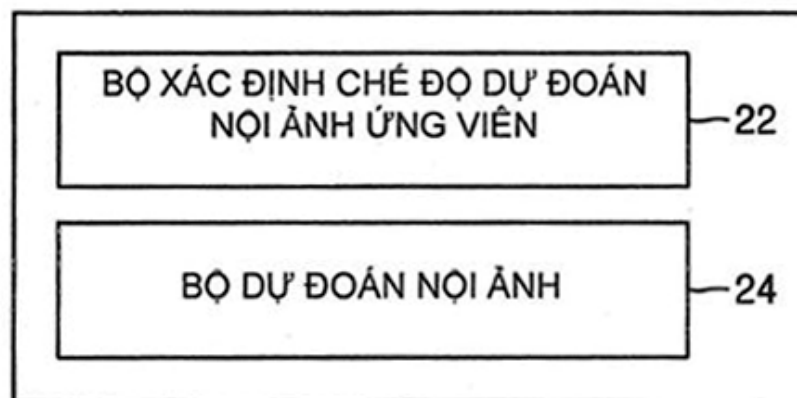 BỘ XÁC ĐỊNH CHẾ ĐỘ DỰ ĐOÁN
NỘI ẢNH ỨNG VIÊN
22
BỘ DỰ ĐOÁN NỘI ẢNH
24